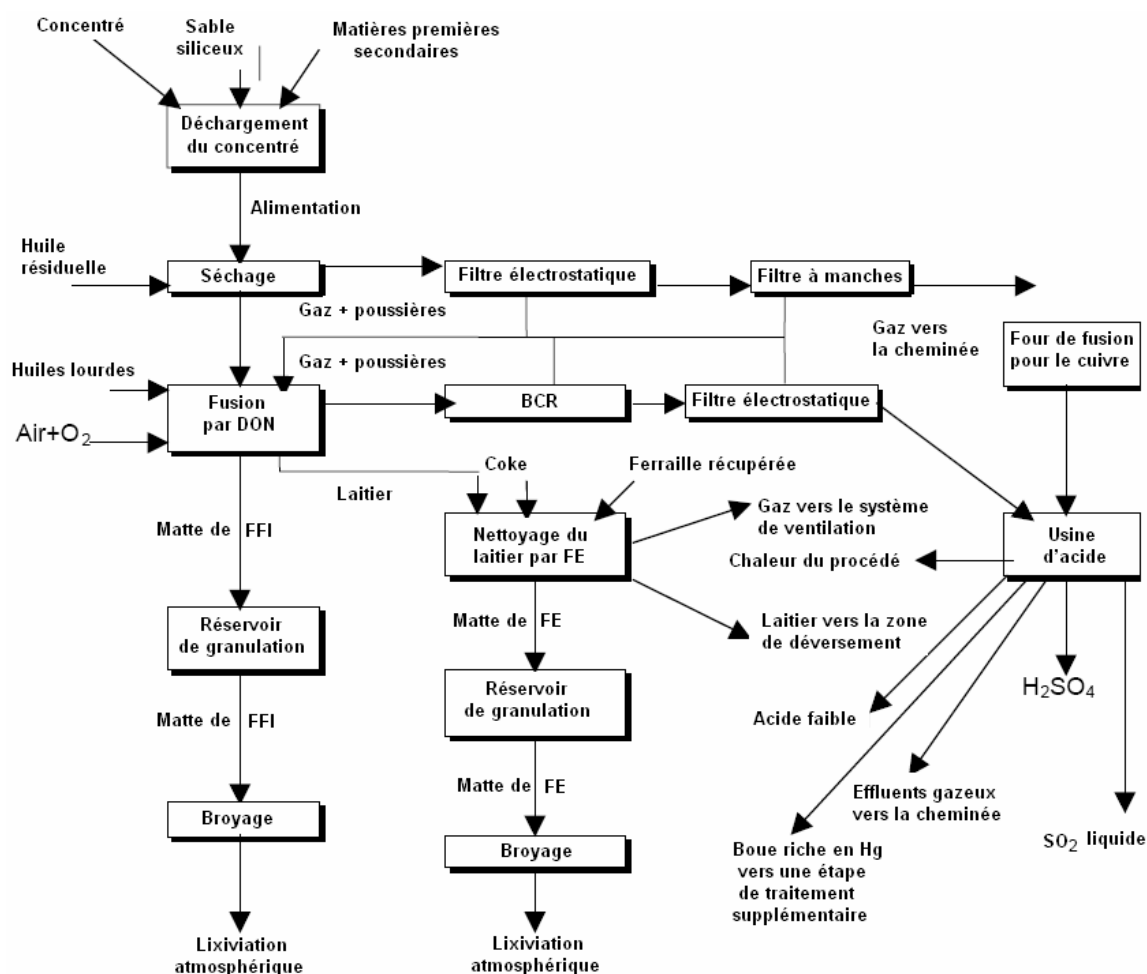 Concentré
Sable
siliceux
Matières premières
secondaires
Déchargement
du concentré
Alimentation
Huile
résiduelle
Séchage
Filtre électrostatique
Filtre à manches
Gaz + poussières
Gaz vers
la cheminée
Four de fusion
pour le cuivre
Huiles lourdes
Gaz + poussières
Fusion
par DON
BCR
Filtre électrostatique
Air+O2
Laitier
Coke
Ferraille récupérée
Matte de FFI
Nettoyage du
laitier par FE
Gaz vers le système
de ventilation
Usine
d'acide
Chaleur du procédé
Réservoir
de granulation
Matte de FE
Laitier vers la zone
de déversement
Réservoir
de granulation
H2SO4
Matte de FFI
Acide faible
Matte de FE
Effluents gazeux
vers la cheminée
Broyage
Broyage
SO2 liquide
Boue riche en Hg
vers une étape
de traitement
supplémentaire
Lixiviation
atmosphérique
Lixiviation
atmosphérique